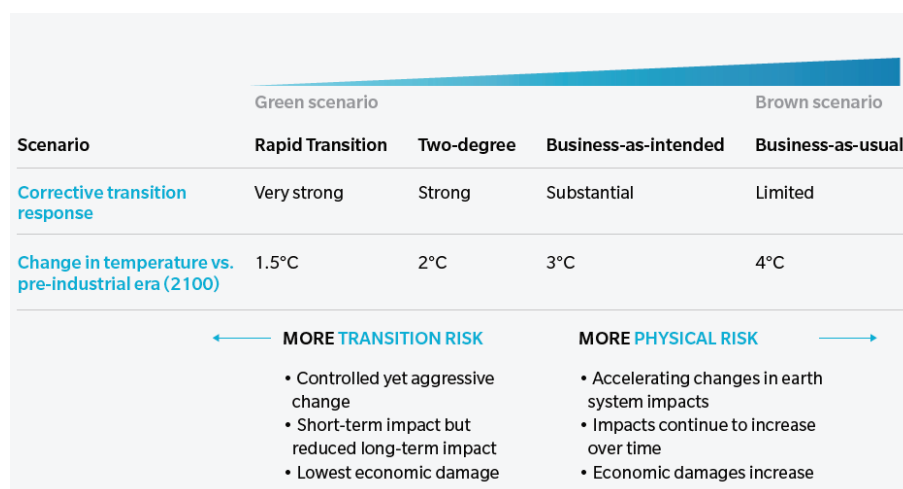 Green scenario Brown scenario
Scenario Rapid Transition Two-degree Business-as-intended Business-as-usual
Corrective transition response Very strong Strong Substantial Limited
Change in temperature vs. pre-industrial era (2100) 1.5°C 2°C 3°C 4°C
MORE TRANSITION RISK
• Controlled yet aggressive
change
• Short-term impact but
reduced long-term impact
• Lowest economic damage
MORE PHYSICAL RISK
• Accelerating changes in earth
system impacts
• Impacts continue to increase
over time
• Economic damages increase